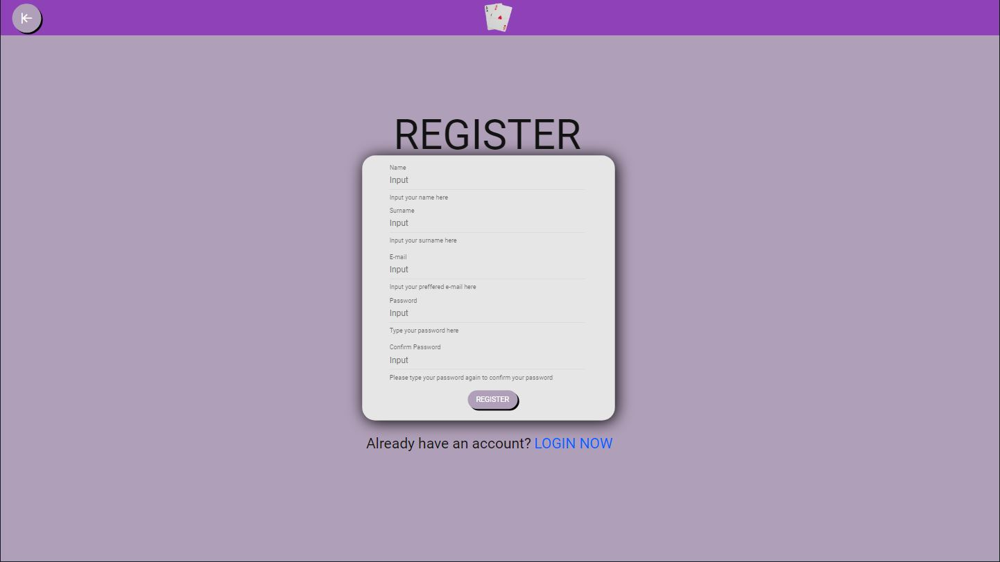 REGISTER
Name
Input
Input your name here
Surname
Input
Input your surname here
E-mail
Input
Input your preffered e-mail here
Password
Input
Type your password here
Confirm Password
Input
Please type your password again to confirm your password
REGISTER
Already have an account? LOGIN NOW